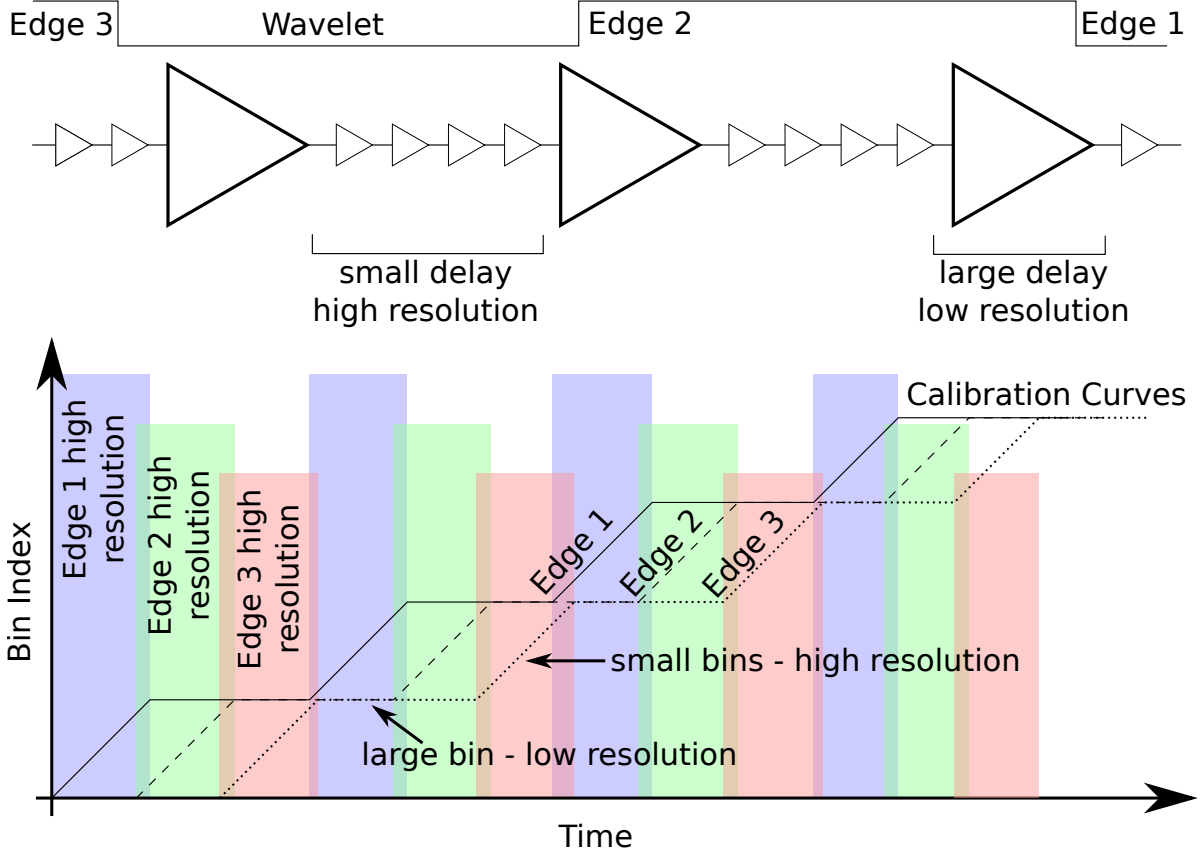 Edge 3
Wavelet
Edge 2
Edge 1
small delay
high resolution
large delay
low resolution
Calibration Curves
Edge 1 high
resolution
Edge 2 high
resolution
Edge 3 high
resolution
Edge 1
Edge 2
Edge 3
small bins - high resolution
large bin - low resolution
Bin Index
Time